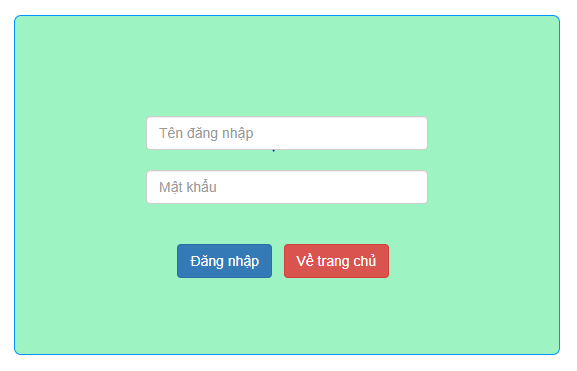 Tên đăng nhập
Mật khẩu
Đăng nhập Về trang chủ